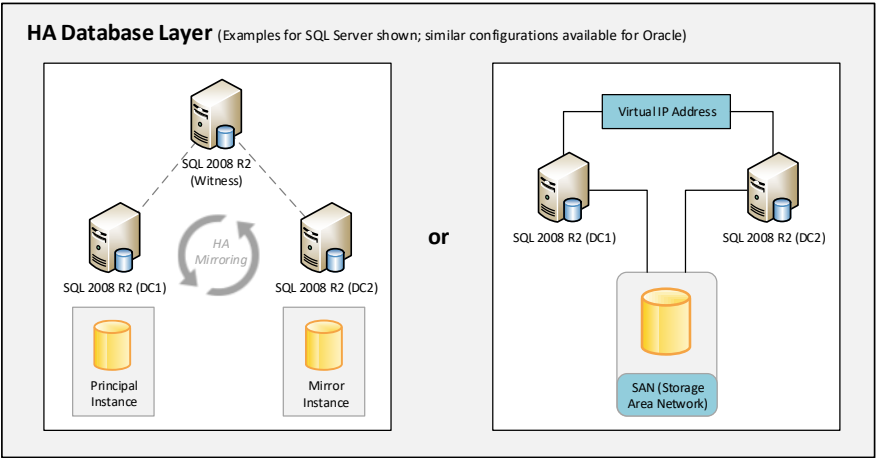 HA Database Layer (Examples for SQL Server shown; similar configurations available for Oracle)
SQL 2008 R2
(Witness)
HA
Mirroring
SQL 2008 R2 (DC1)
SQL 2008 R2 (DC2)
Principal
Instance
Mirror
Instance
or
Virtual IP Address
SQL 2008 R2 (DC1)
SQL 2008 R2 (DC2)
SAN (Storage
Area Network)